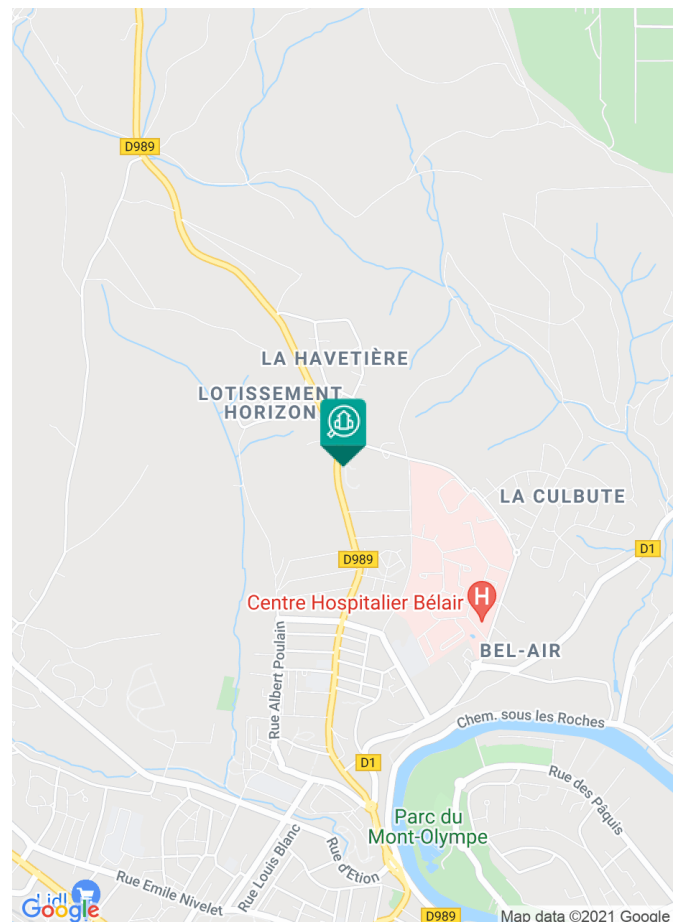 D989
LA HAVETIÈRE
LOTISSEMENT
HORIZON
LA CULBUTE
D1
D989
Centre Hospitalier Bélair
H
BEL-AIR
Rue Albert Poulain
Chem. sous les Roches
D1
Rue des Pâquis
Parc du
Mont-Olympe
Rue Louis Blanc
Rue d'Etion
Rue Emile Nivelet
Lidl
Google
D989
Map data ©2021 Google